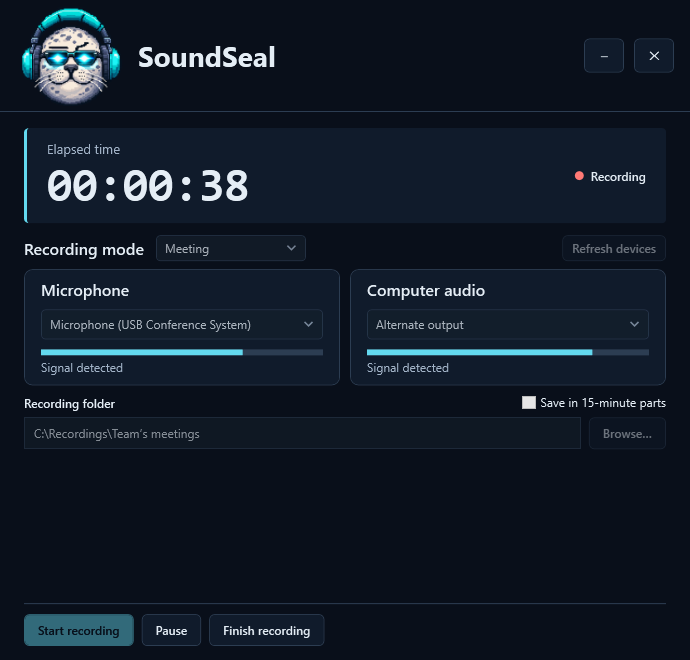 SoundSeal
Elapsed time
00:00:38
Recording
Recording mode
Meeting
Refresh devices
Microphone
Microphone (USB Conference System)
Signal detected
Computer audio
Alternate output
Signal detected
Recording folder
Save in 15-minute parts
C:\Recordings\Team's meetings
Browse...
Start recording
Pause
Finish recording